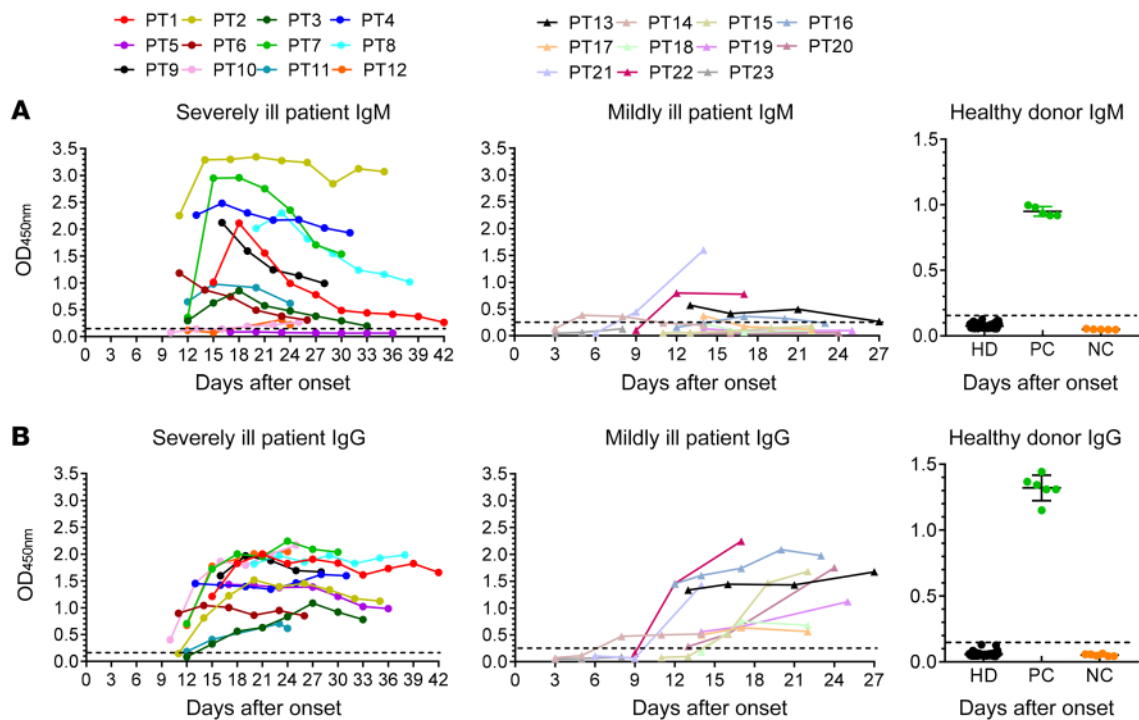 PT1 PT2 PT3 PT4
PT5 PT6 PT7 PT8
PT9 PT10 PT11 PT12
PT13 PT14 PT15 PT16
PT17 PT18 PT19 PT20
PT21 PT22 PT23
A
Severely ill patient IgM
OD450nm
3.5
3.0
2.5
2.0
1.5
1.0
0.5
0.0
0 3 6 9 12 15 18 21 24 27 30 33 36 39 42
Days after onset
Mildly ill patient IgM
3.5
3.0
2.5
2.0
1.5
1.0
0.5
0.0
0 3 6 9 12 15 18 21 24 27
Days after onset
Healthy donor IgM
1.5
1.0
0.5
0.0
HD PC NC
Days after onset
B
Severely ill patient IgG
OD450nm
3.5
3.0
2.5
2.0
1.5
1.0
0.5
0.0
0 3 6 9 12 15 18 21 24 27 30 33 36 39 42
Days after onset
Mildly ill patient IgG
3.5
3.0
2.5
2.0
1.5
1.0
0.5
0.0
0 3 6 9 12 15 18 21 24 27
Days after onset
Healthy donor IgG
1.5
1.0
0.5
0.0
HD PC NC
Days after onset